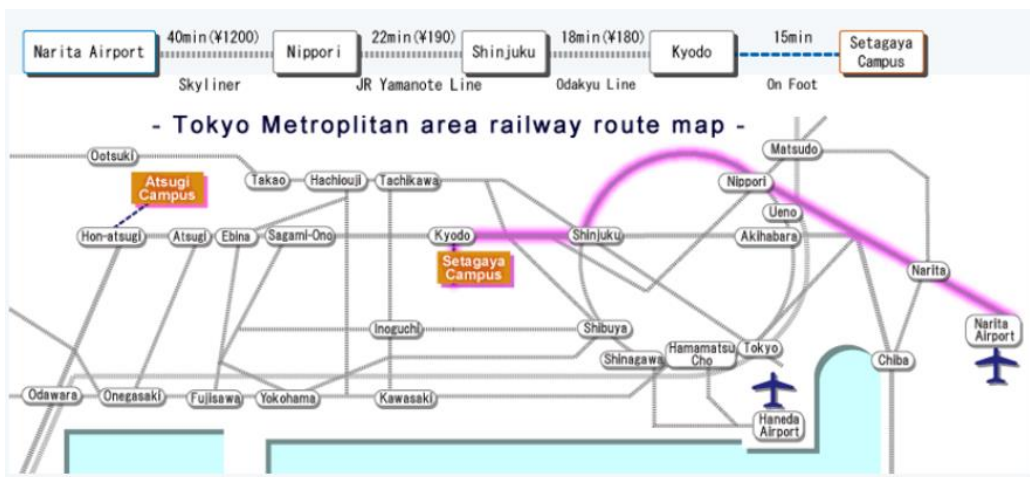 40min(¥1200)
22min(¥190)
18min(¥180)
15min
Narita Airport
Nippori
Shinjuku
Kyodo
Setagaya
Campus
Skyliner
JR Yamanote Line
Odakyu Line
On Foot
- Tokyo Metroplitan area railway route map -
Ootsuki
Matsudo
Atsugi
Campus
Takao
Hachiouji
Tachikawa
Nippori
Ueno
Hon-atsugi
Atsugi
Ebina
Sagami-Ono
Kyodo
Shinjuku
Akihabara
Setagaya
Campus
Narita
Inoguchi
Shibuya
Narita
Airport
Shinagawa
Hamamatsu
Cho
Tokyo
Chiba
Odawara
Onegasaki
Fujisawa
Yokohama
Kawasaki
Haneda
Airport